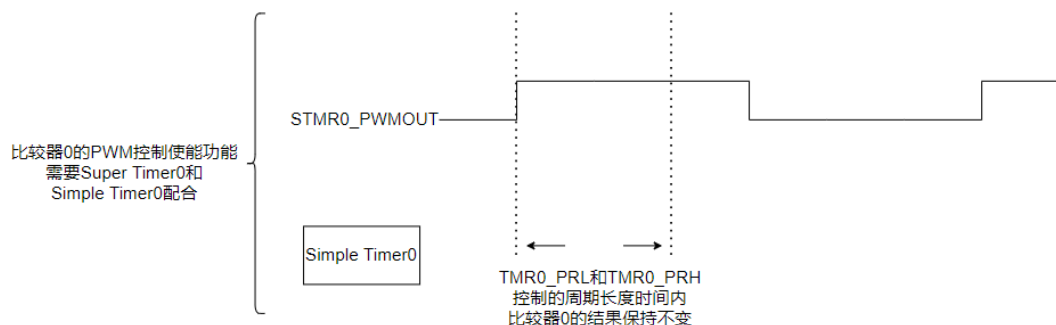 比较器0的PWM控制使能功能
需要Super Timer0和
Simple Timer0配合
STMR0_PWMOUT
Simple Timer0
TMR0_PRL和TMR0_PRH
控制的周期长度时间内
比较器0的结果保持不变